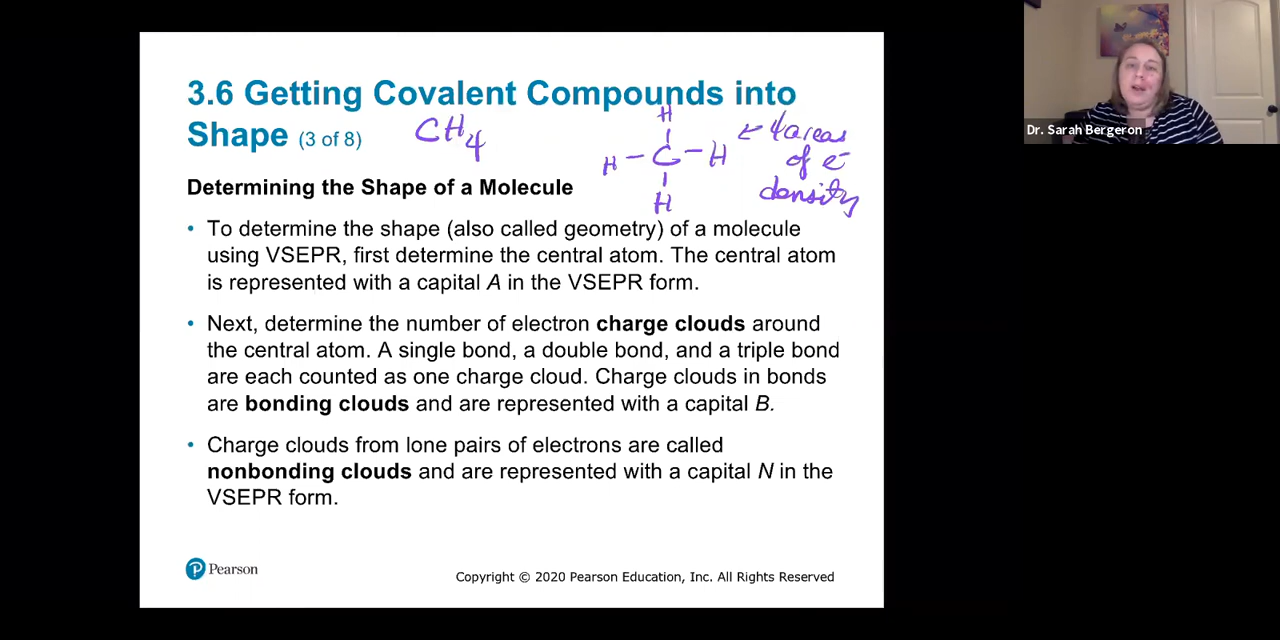 3.6 Getting Covalent Compounds into
Shape (3 of 8)
CH4
H
H - C - H
H
← 4 areas
of e-
density
Determining the Shape of a Molecule
• To determine the shape (also called geometry) of a molecule
using VSEPR, first determine the central atom. The central atom
is represented with a capital A in the VSEPR form.
• Next, determine the number of electron charge clouds around
the central atom. A single bond, a double bond, and a triple bond
are each counted as one charge cloud. Charge clouds in bonds
are bonding clouds and are represented with a capital B.
• Charge clouds from lone pairs of electrons are called
nonbonding clouds and are represented with a capital N in the
VSEPR form.
P Pearson
Copyright © 2020 Pearson Education, Inc. All Rights Reserved
Dr. Sarah Bergeron